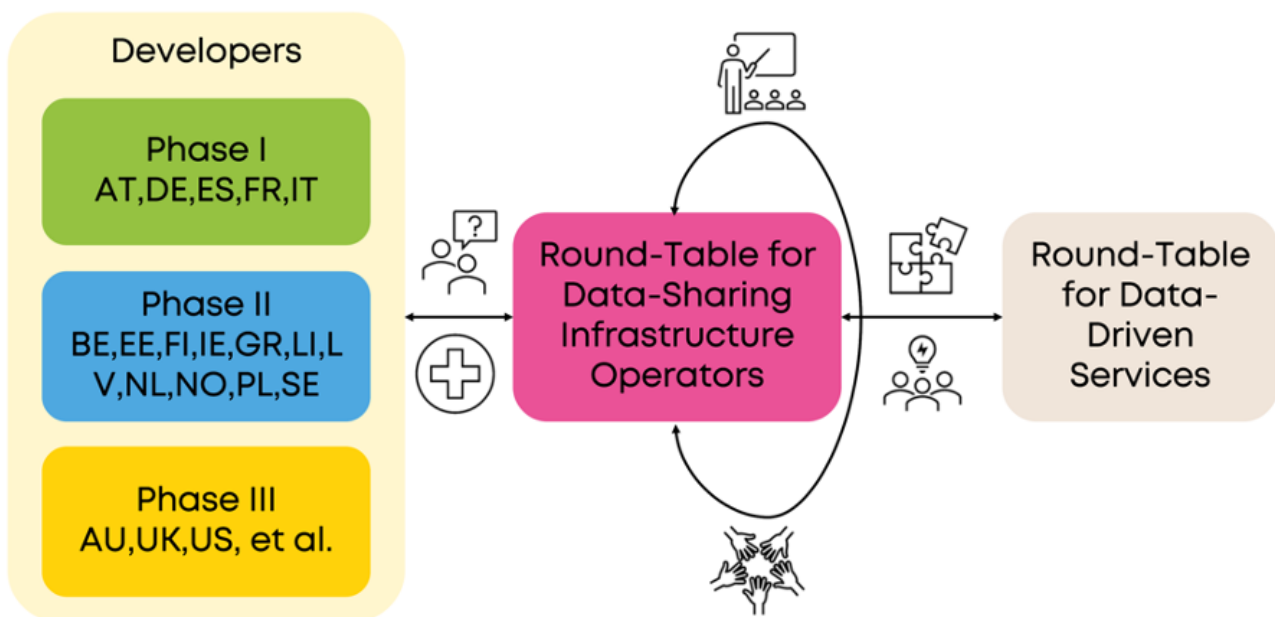 Developers
Phase I
AT,DE,ES,FR,IT
Phase II
BE,EE,FI,IE,GR,LI,L
V,NL,NO,PL,SE
Phase III
AU,UK,US, et al.
?
Round-Table for
Data-Sharing
Infrastructure
Operators
Round-Table
for Data-
Driven
Services